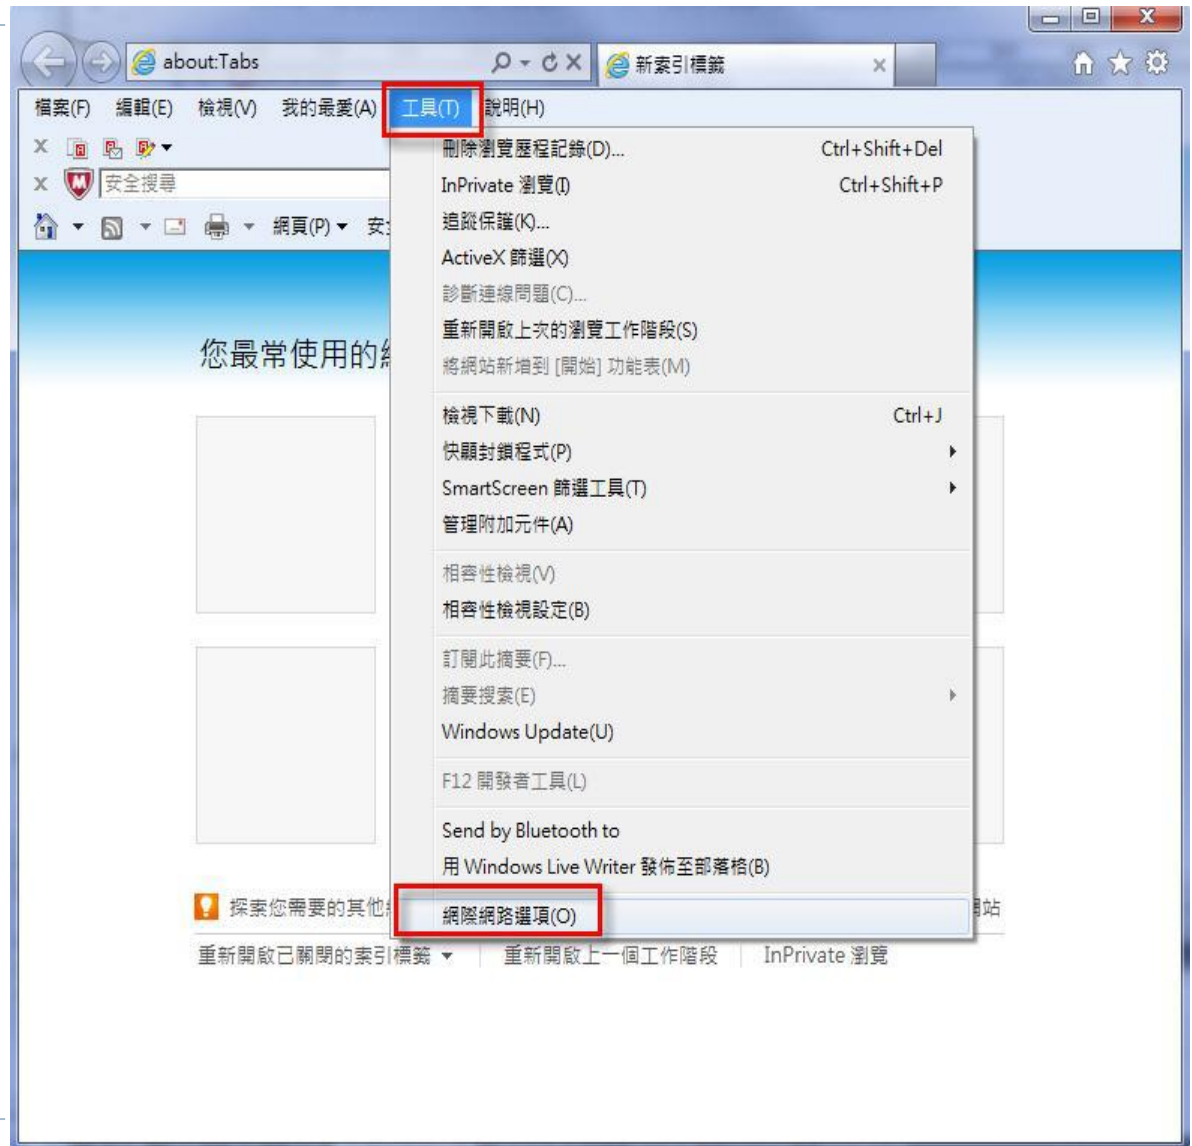 about:Tabs
新索引標籤
檔案(F) 編輯(E) 檢視(V) 我的最愛(A) 工具(T) 說明(H)
安全搜尋
網頁(P)
刪除瀏覽歷程記錄(D)... Ctrl+Shift+Del
InPrivate 瀏覽(I) Ctrl+Shift+P
追蹤保護(K)...
ActiveX 篩選(X)
診斷連線問題(C)...
重新開啟上次的瀏覽工作階段(S)
將網站新增到 [開始] 功能表(M)
檢視下載(N) Ctrl+J
快顯封鎖程式(P)
SmartScreen 篩選工具(T)
管理附加元件(A)
相容性檢視(V)
相容性檢視設定(B)
訂閱此摘要(F)...
摘要搜索(E)
Windows Update(U)
F12 開發者工具(L)
Send by Bluetooth to
用 Windows Live Writer 發佈至部落格(B)
網際網路選項(O)
您最常使用的
探索您需要的其他 站
重新開啟已關閉的索引標籤 重新開啟上一個工作階段 InPrivate 瀏覽